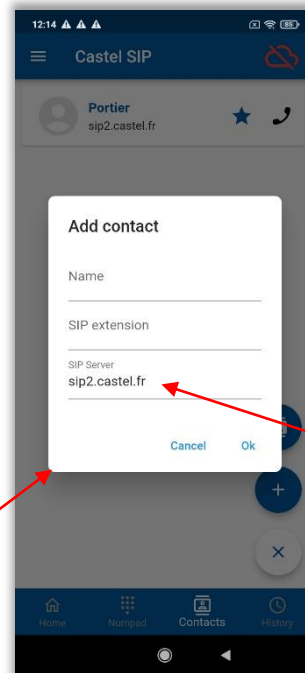 12:14
85
Castel SIP
Portier
sip2.castel.fr
Add contact
Name
SIP extension
SIP Server
sip2.castel.fr
Cancel Ok
Home Numpad Contacts History